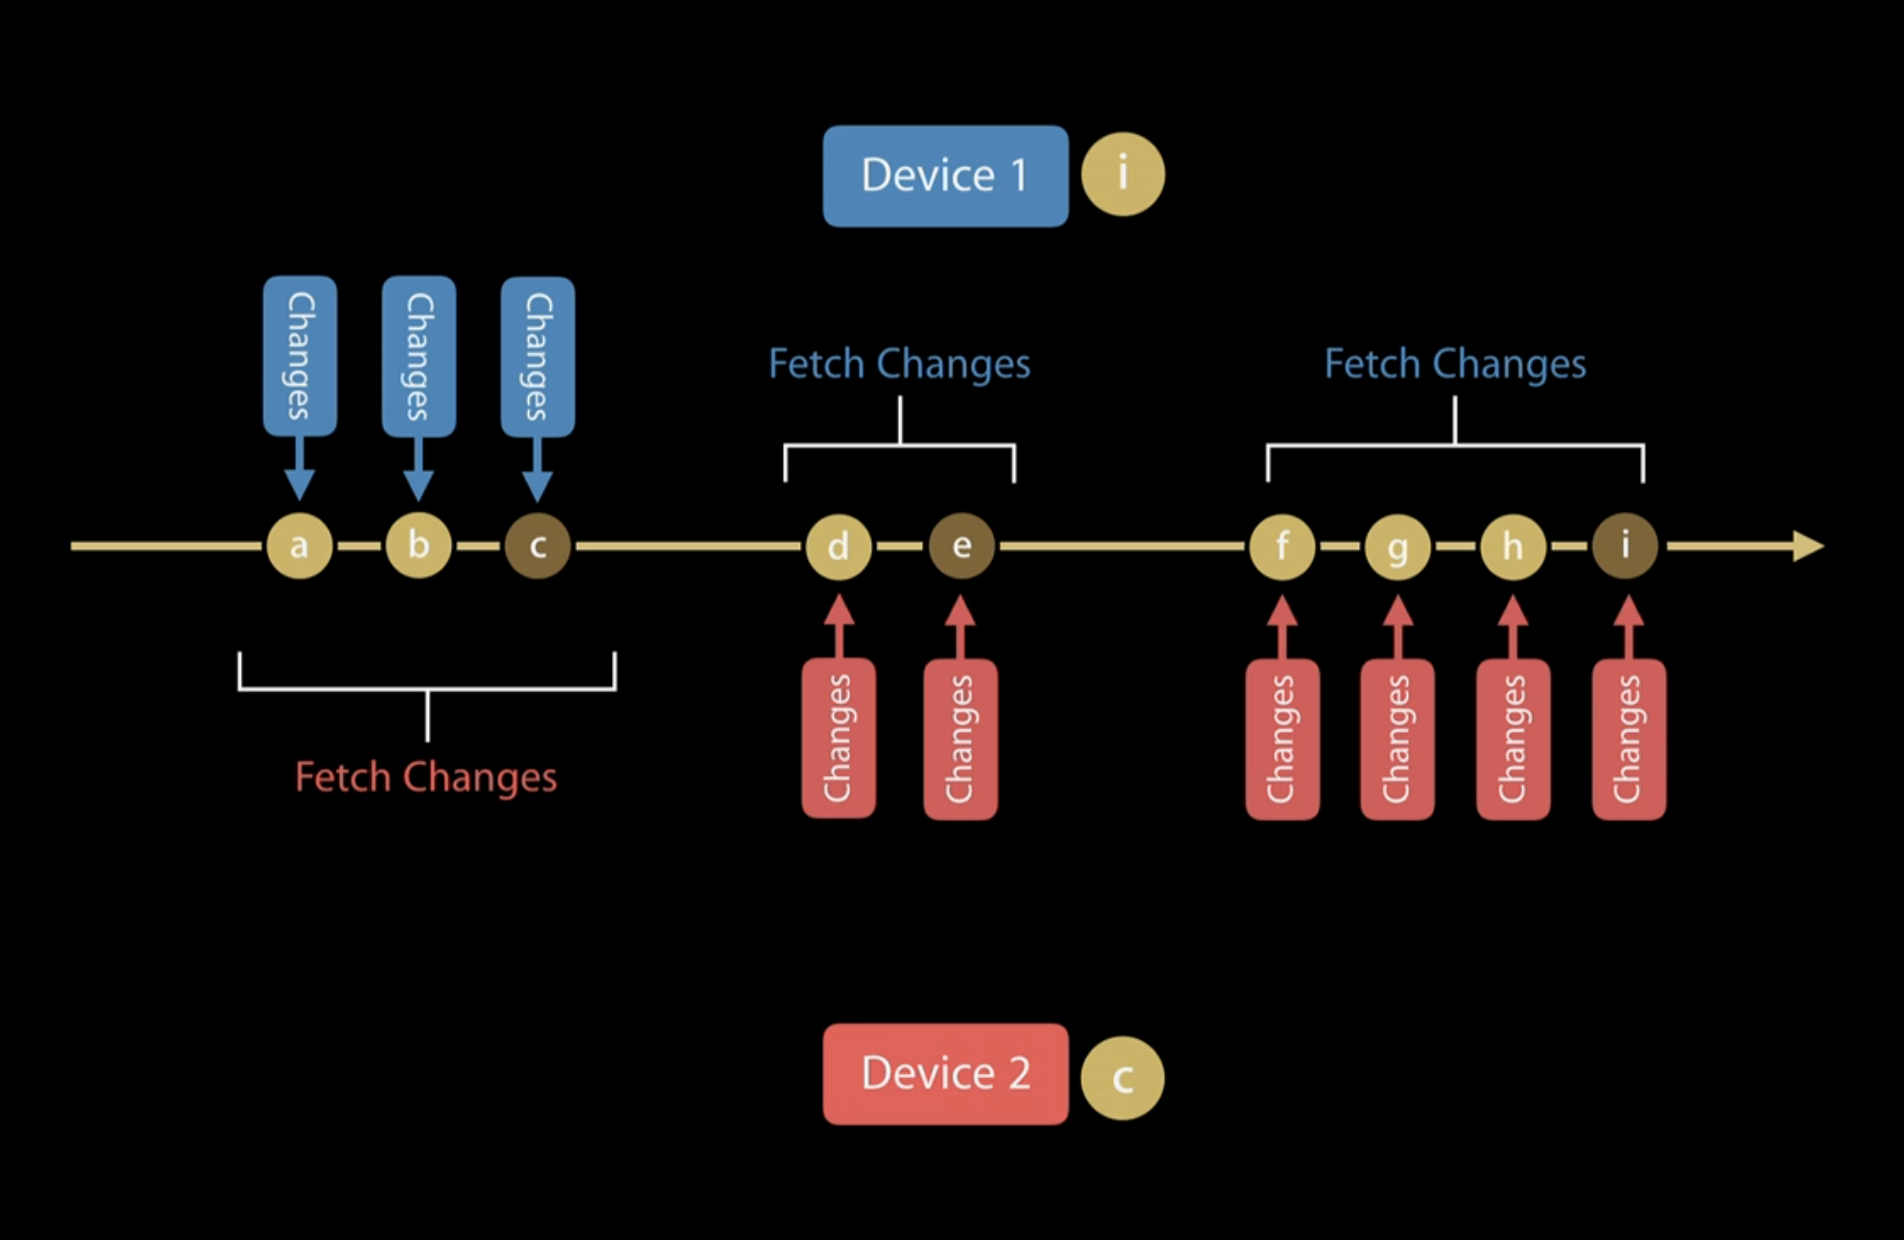 Device 1
i
Changes
Changes
Changes
Fetch Changes
Fetch Changes
a
b
c
d
e
f
g
h
i
Fetch Changes
Changes
Changes
Changes
Changes
Changes
Changes
Device 2
c